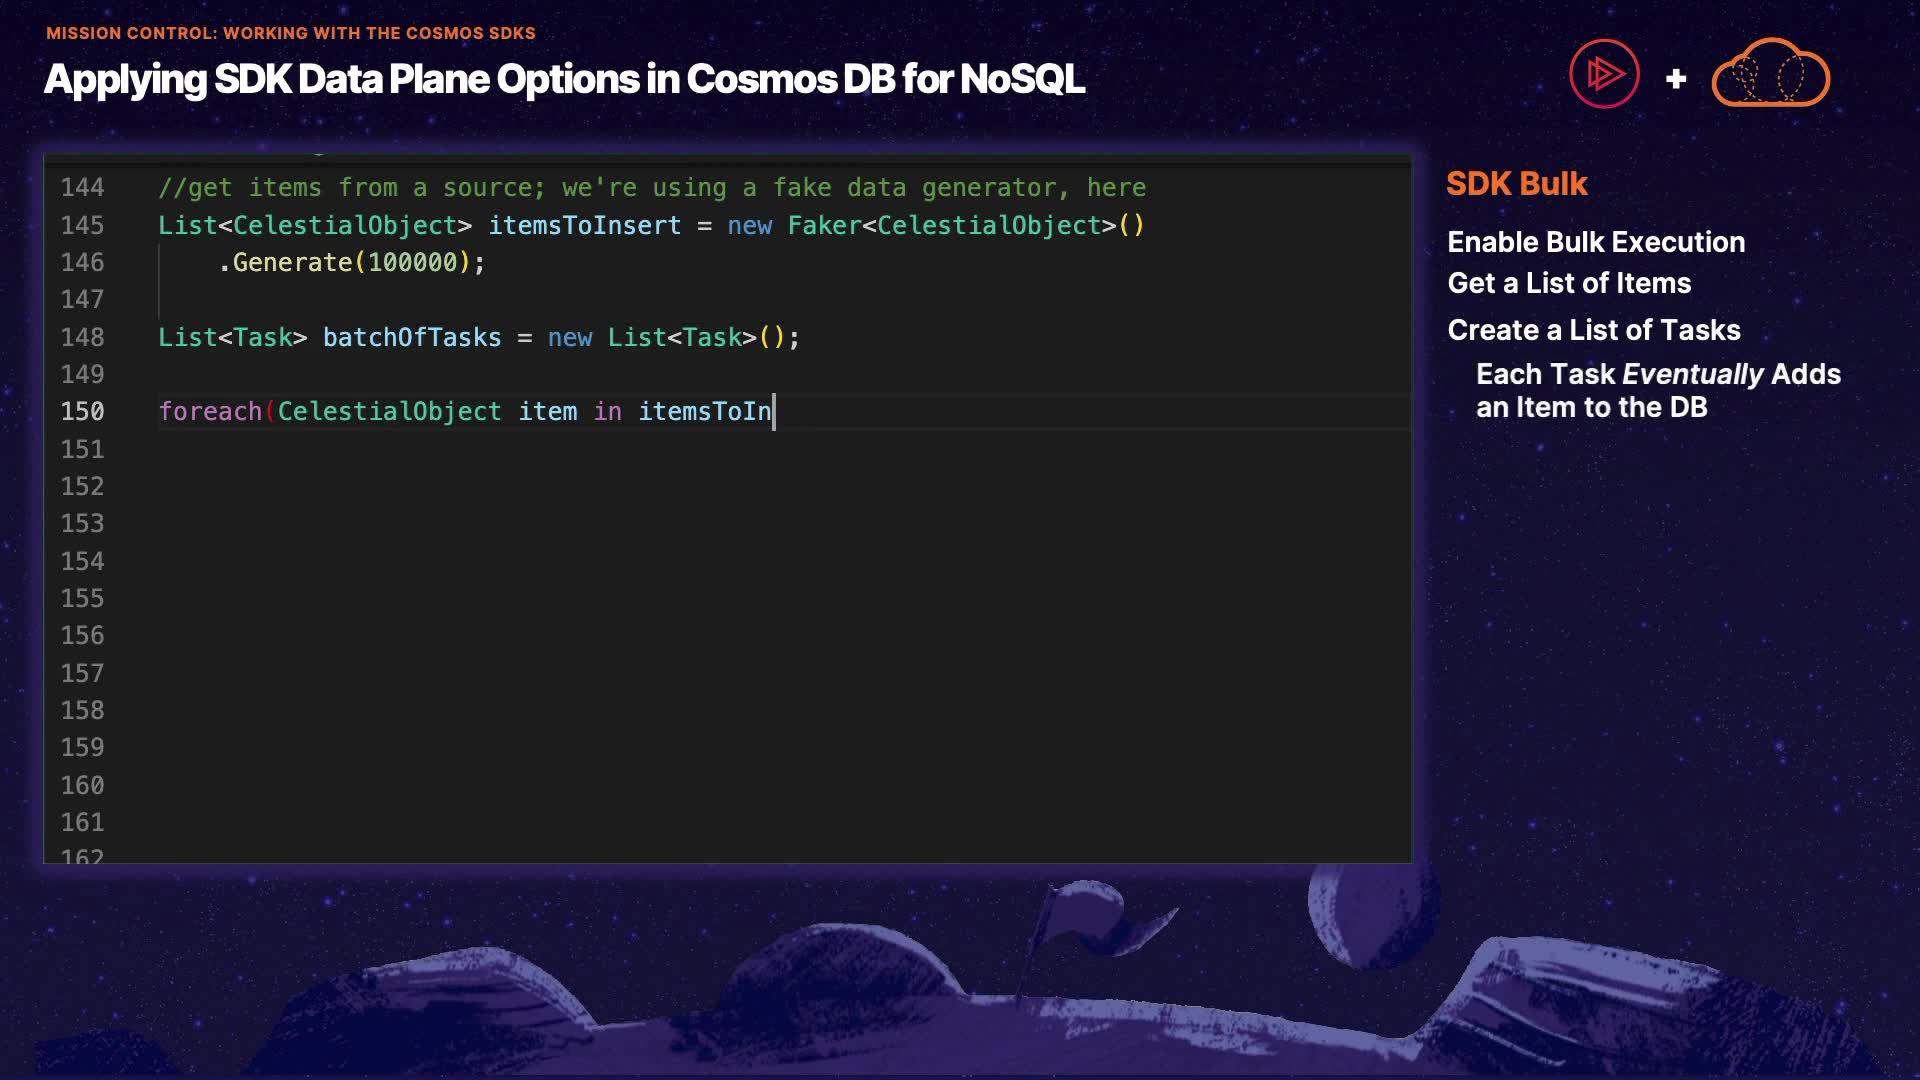 MISSION CONTROL: WORKING WITH THE COSMOS SDKS
Applying SDK Data Plane Options in Cosmos DB for NoSQL
+
144 //get items from a source; we're using a fake data generator, here
145 List<CelestialObject> itemsToInsert = new Faker<CelestialObject>()
146 .Generate(100000);
147
148 List<Task> batchOfTasks = new List<Task>();
149
150 foreach(CelestialObject item in itemsToIn
151
152
153
154
155
156
157
158
159
160
161
162
SDK Bulk
Enable Bulk Execution
Get a List of Items
Create a List of Tasks
Each Task Eventually Adds
an Item to the DB